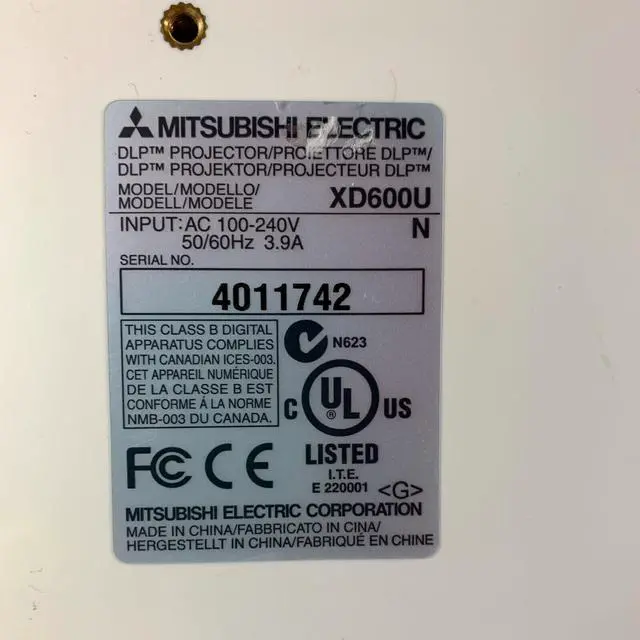 MITSUBISHI ELECTRIC
DLP™ PROJECTOR/PROIETTORE DLP™/
DLP™ PROJEKTOR/PROJECTEUR DLP™
MODEL/MODELLO/
MODELL/MODELE XD600U
INPUT: AC 100-240V N
50/60Hz 3.9A
SERIAL NO.
4011742
THIS CLASS B DIGITAL
APPARATUS COMPLIES
WITH CANADIAN ICES-003.
CET APPAREIL NUMÉRIQUE
DE LA CLASSE B EST
CONFORME Á LA NORME
NMB-003 DU CANADA.
N623
C UL ® US
LISTED
I.T.E.
E 220001 <G>
FC CE
MITSUBISHI ELECTRIC CORPORATION
MADE IN CHINA/FABBRICATO IN CINA/
HERGESTELLT IN CHINA/FABRIQUÉ EN CHINE